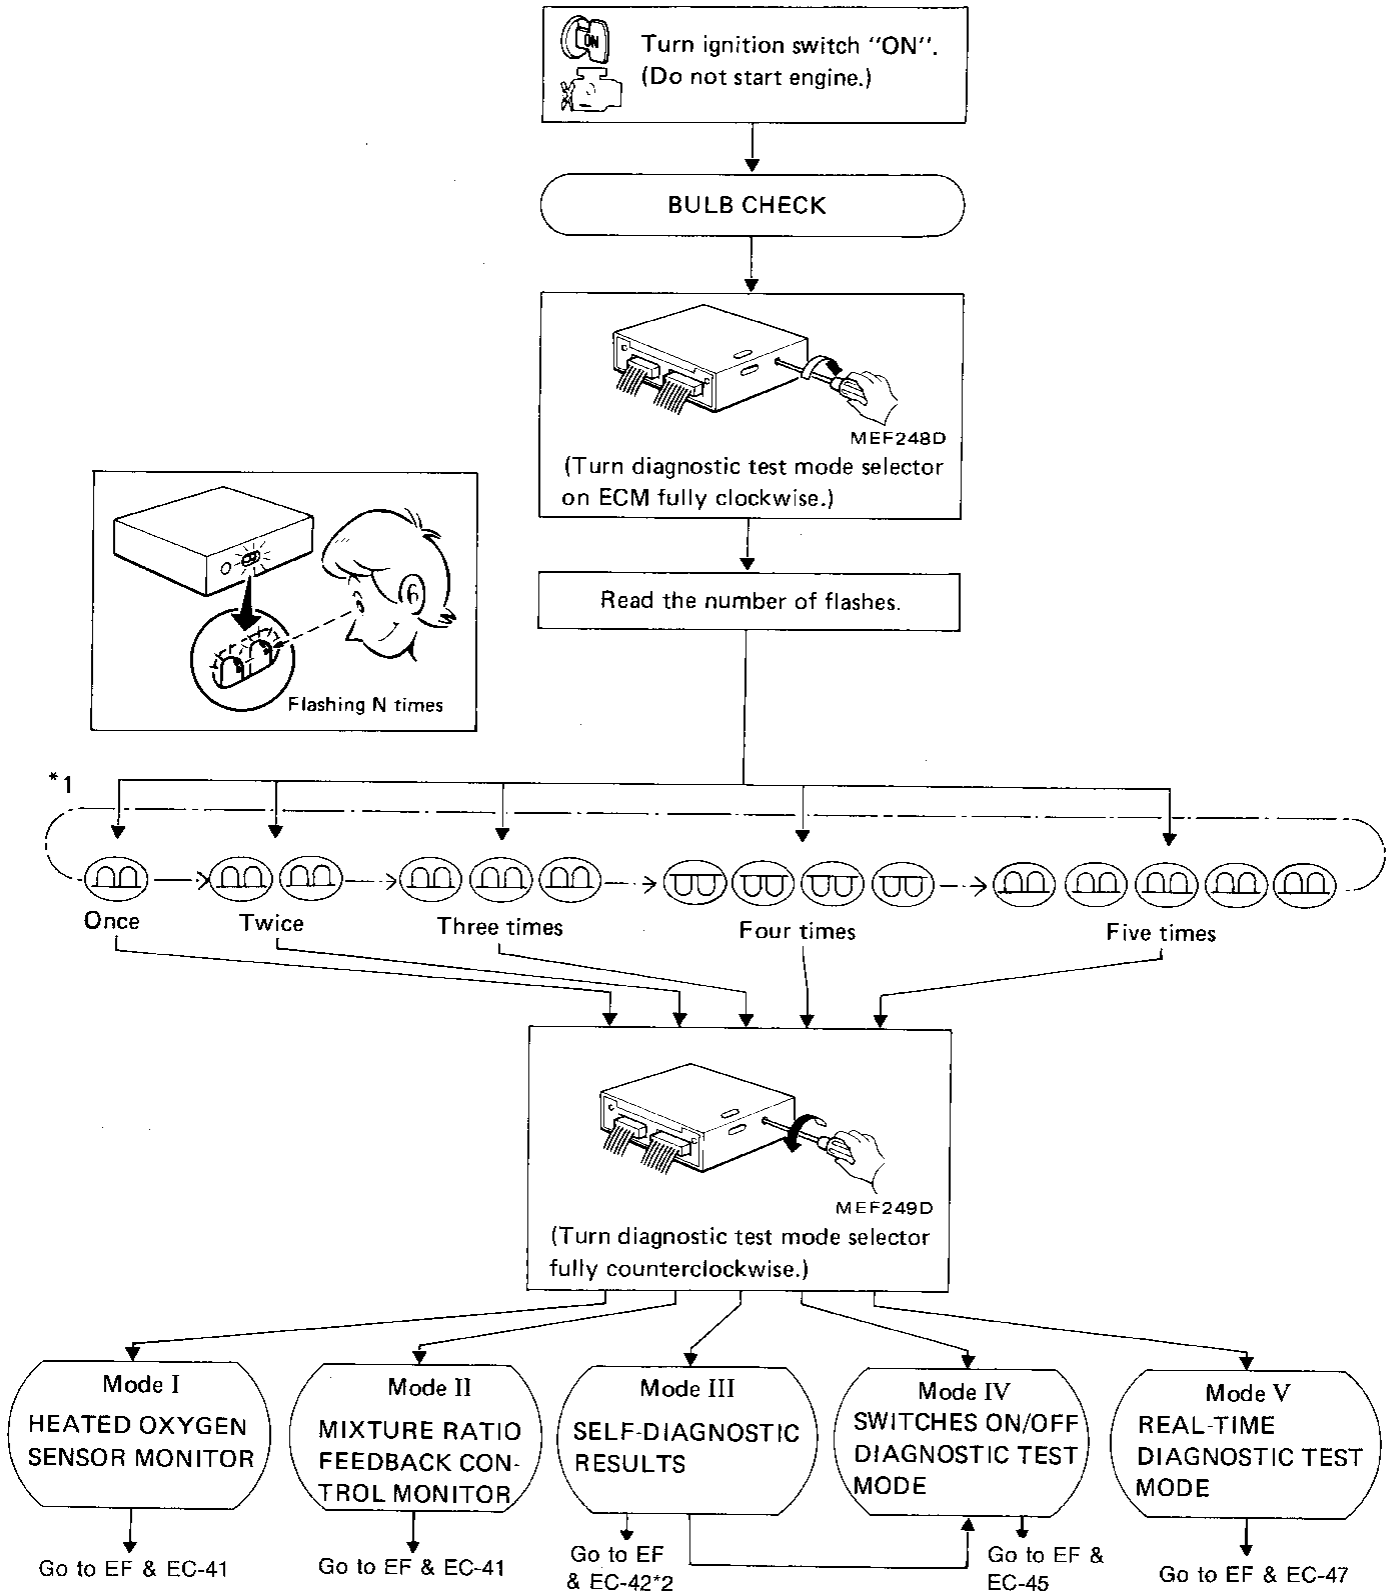 ON
Turn ignition switch "ON".
(Do not start engine.)
BULB CHECK
MEF248D
(Turn diagnostic test mode selector
on ECM fully clockwise.)
Flashing N times
Read the number of flashes.
*1
Once
Twice
Three times
Four times
Five times
MEF249D
(Turn diagnostic test mode selector
fully counterclockwise.)
Mode I
HEATED OXYGEN
SENSOR MONITOR
Go to EF & EC-41
Mode II
MIXTURE RATIO
FEEDBACK CON-
TROL MONITOR
Go to EF & EC-41
Mode III
SELF-DIAGNOSTIC
RESULTS
Go to EF
& EC-42*2
Mode IV
SWITCHES ON/OFF
DIAGNOSTIC TEST
MODE
Go to EF &
EC-45
Mode V
REAL-TIME
DIAGNOSTIC TEST
MODE
Go to EF & EC-47